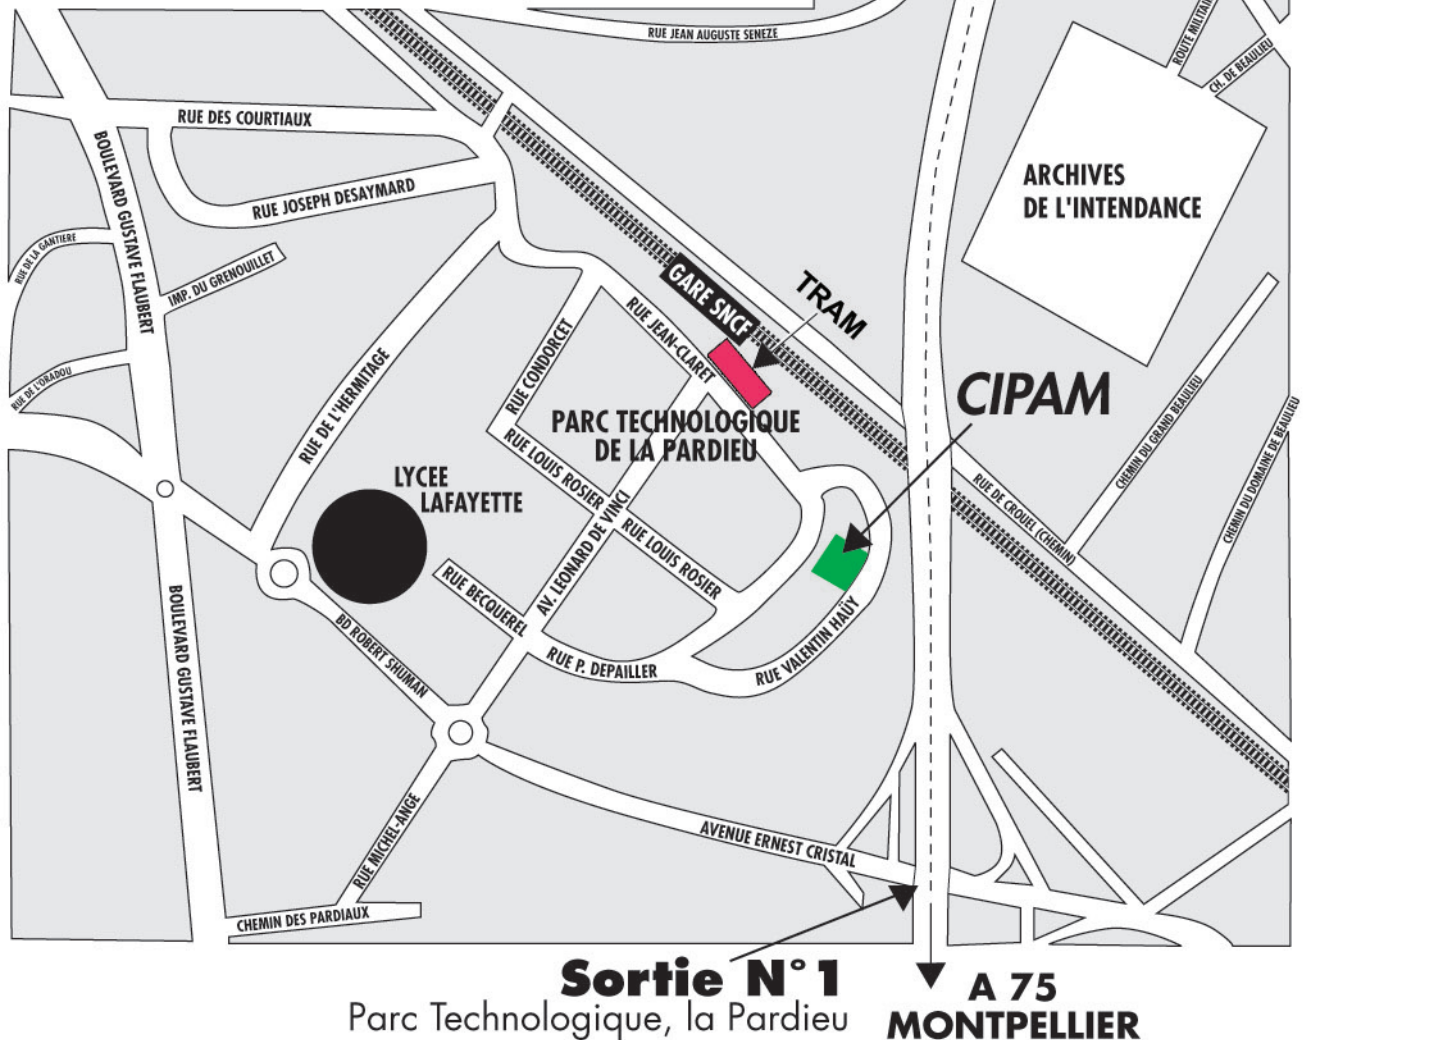 RUE JEAN AUGUSTE SENEZE
ROUTE MILITAI
CH. DE BEAULIEU
RUE DES COURTIAUX
BOULEVARD GUSTAVE FLAUBERT
RUE JOSEPH DESAYMARD
ARCHIVES
DE L'INTENDANCE
RUE DE LA GANTIERE
IMP. DU GRENOUILLET
GARE SNCF
TRAM
RUE JEAN-CLARET
RUE CONDORCET
RUE DE L'ORADOU
RUE DE L'HERMITAGE
CIPAM
PARC TECHNOLOGIQUE
DE LA PARDIEU
CHEMIN DU GRAND BEAULIEU
CHEMIN DU DOMAINE DE BEAULIEU
LYCEE
LAFAYETTE
RUE LOUIS ROSIER
AV. LEONARD DE VINCI
RUE LOUIS ROSIER
RUE DE CROUEL (CHEMIN)
RUE BECQUEREL
RUE P. DEPAILLER
RUE VALENTIN HAÜY
BD ROBERT SHUMAN
BOULEVARD GUSTAVE FLAUBERT
RUE MICHEL-ANGE
AVENUE ERNEST CRISTAL
CHEMIN DES PARDIAUX
Sortie N°1
Parc Technologique, la Pardieu
A 75
MONTPELLIER